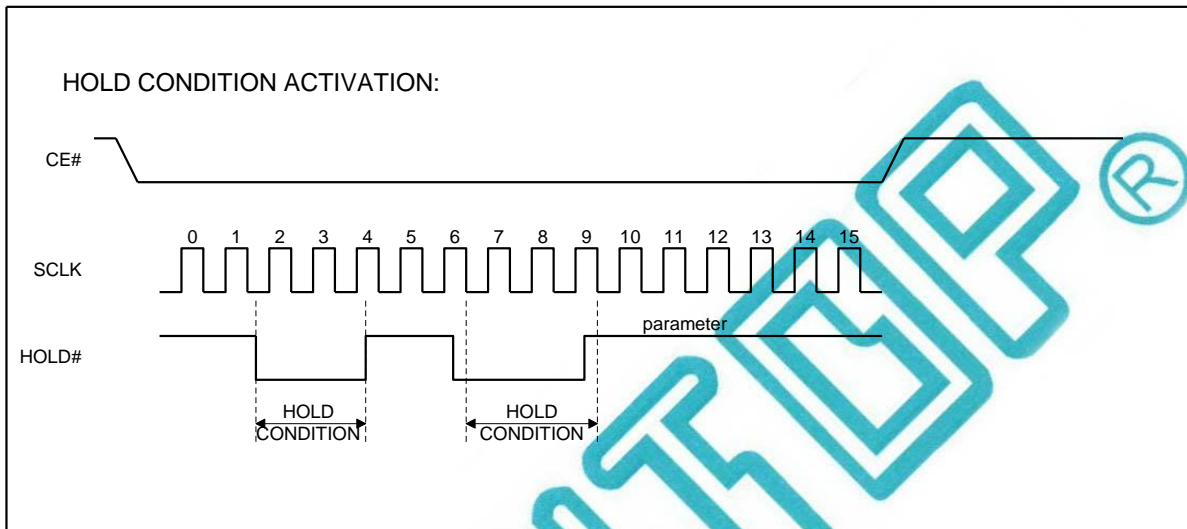 HOLD CONDITION ACTIVATION:
CE#
0 1 2 3 4 5 6 7 8 9 10 11 12 13 14 15
SCLK
parameter
HOLD#
HOLD CONDITION
HOLD CONDITION
®